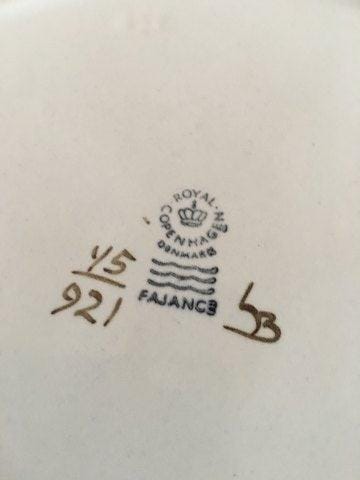 ROYAL
COPENHAGEN
DENMARK
45
921
FAJANCE